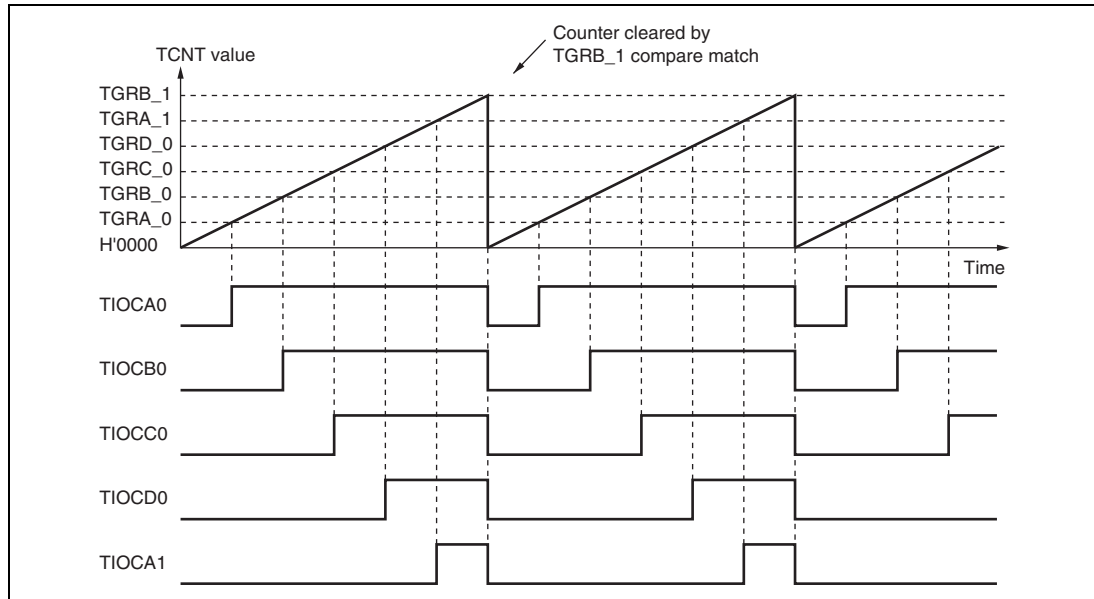 Counter cleared by
TGRB_1 compare match
TCNT value
TGRB_1
TGRA_1
TGRD_0
TGRC_0
TGRB_0
TGRA_0
H'0000
Time
TIOCA0
TIOCB0
TIOCC0
TIOCD0
TIOCA1